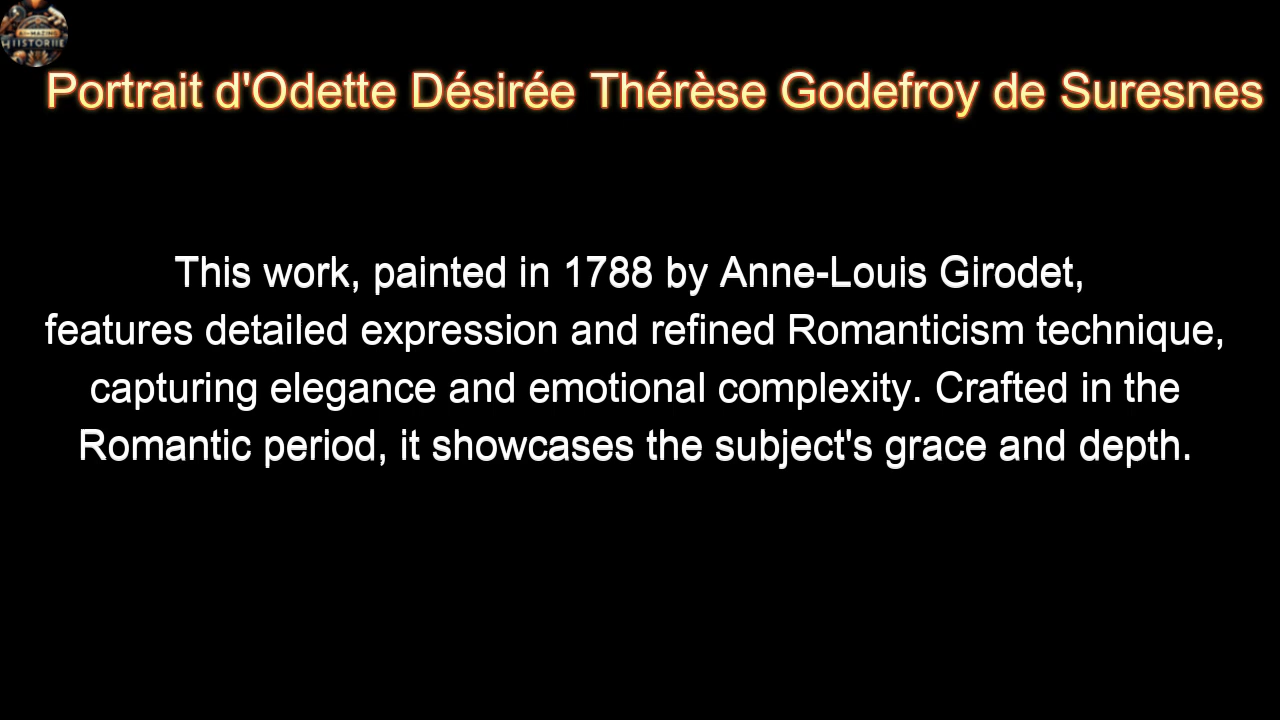 Portrait d'Odette Désirée Thérèse Godefroy de Suresnes
This work, painted in 1788 by Anne-Louis Girodet,
features detailed expression and refined Romanticism technique,
capturing elegance and emotional complexity. Crafted in the
Romantic period, it showcases the subject's grace and depth.